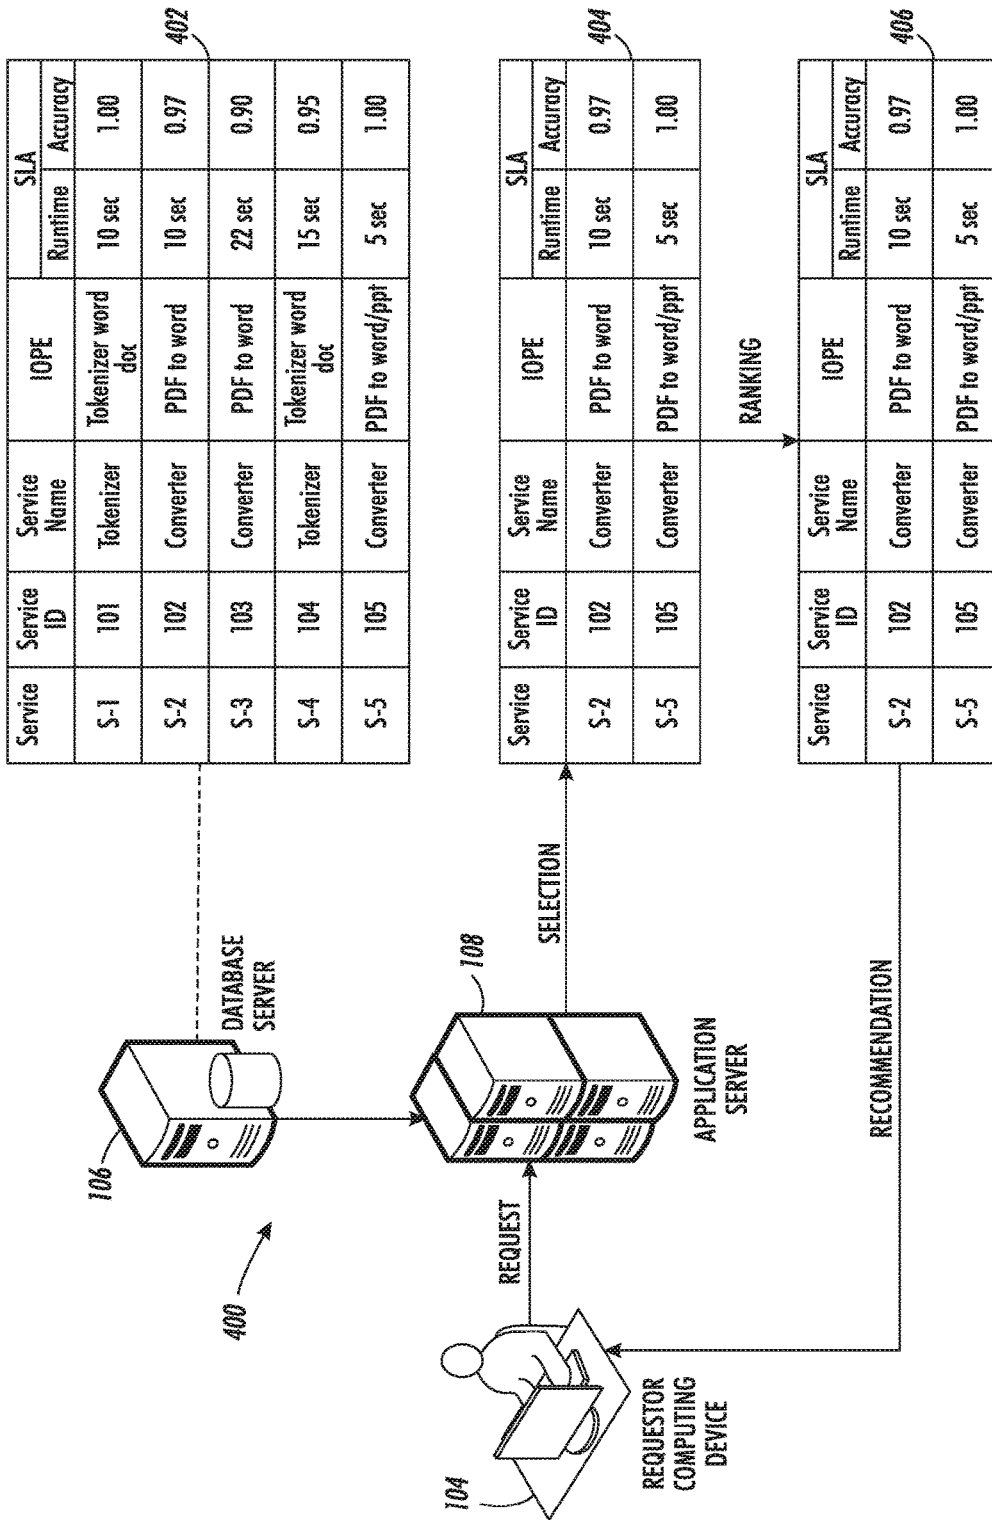 402
Service
Service ID
Service Name
IOPE
SLA
Runtime
Accuracy
S-1
101
Tokenizer
Tokenizer word doc
10 sec
1.00
S-2
102
Converter
PDF to word
10 sec
0.97
S-3
103
Converter
PDF to word
22 sec
0.90
S-4
104
Tokenizer
Tokenizer word doc
15 sec
0.95
S-5
105
Converter
PDF to word/ppt
5 sec
1.00
106
DATABASE
SERVER
400
108
APPLICATION
SERVER
REQUEST
104
REQUESTOR
COMPUTING
DEVICE
SELECTION
404
Service
Service ID
Service Name
IOPE
SLA
Runtime
Accuracy
S-2
102
Converter
PDF to word
10 sec
0.97
S-5
105
Converter
PDF to word/ppt
5 sec
1.00
RANKING
406
Service
Service ID
Service Name
IOPE
SLA
Runtime
Accuracy
S-2
102
Converter
PDF to word
10 sec
0.97
S-5
105
Converter
PDF to word/ppt
5 sec
1.00
RECOMMENDATION